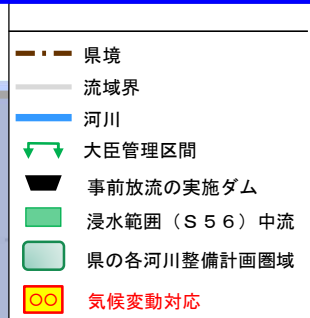 県境
流域界
河川
大臣管理区間
事前放流の実施ダム
浸水範囲（Ｓ５６）中流
県の各河川整備計画圏域
○○ 気候変動対応